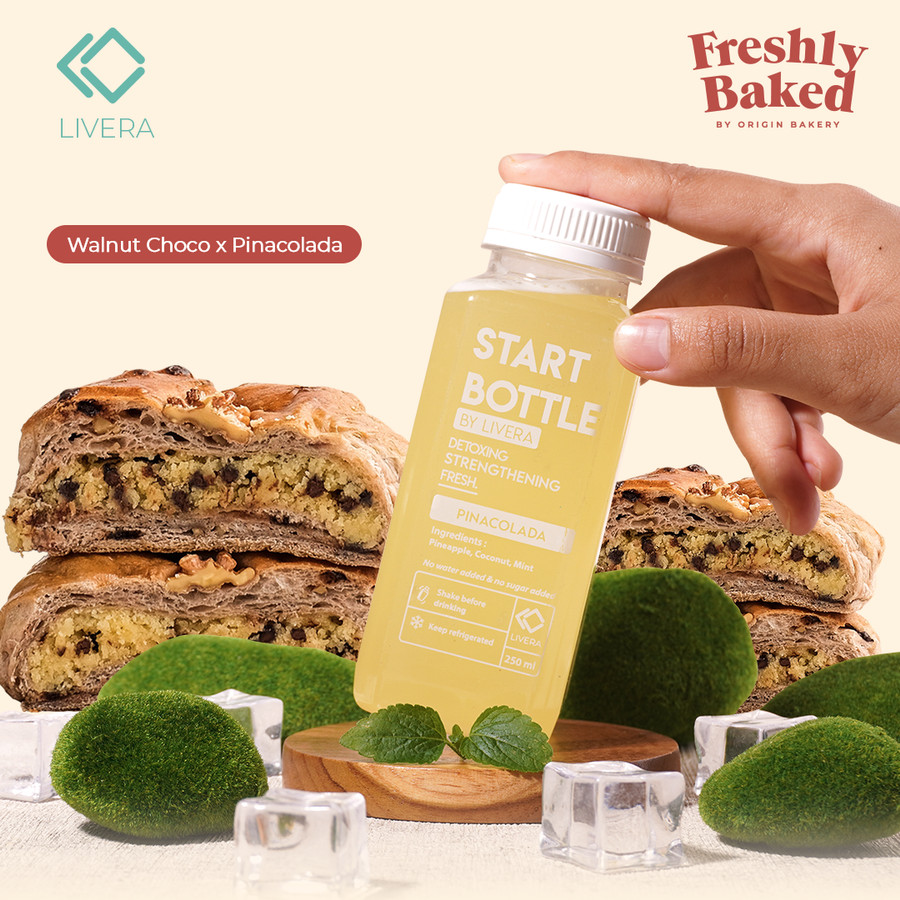 LIVERA
Freshly
Baked
BY ORIGIN BAKERY
Walnut Choco x Pinacolada
START
BOTTLE
BY LIVERA
DETOXING
STRENGTHENING
FRESH.
PINACOLADA
Ingredients :
Pineapple, Coconut, Mint
No water added & no sugar added
Shake before
drinking
Keep refrigerated
LIVERA
250 ml